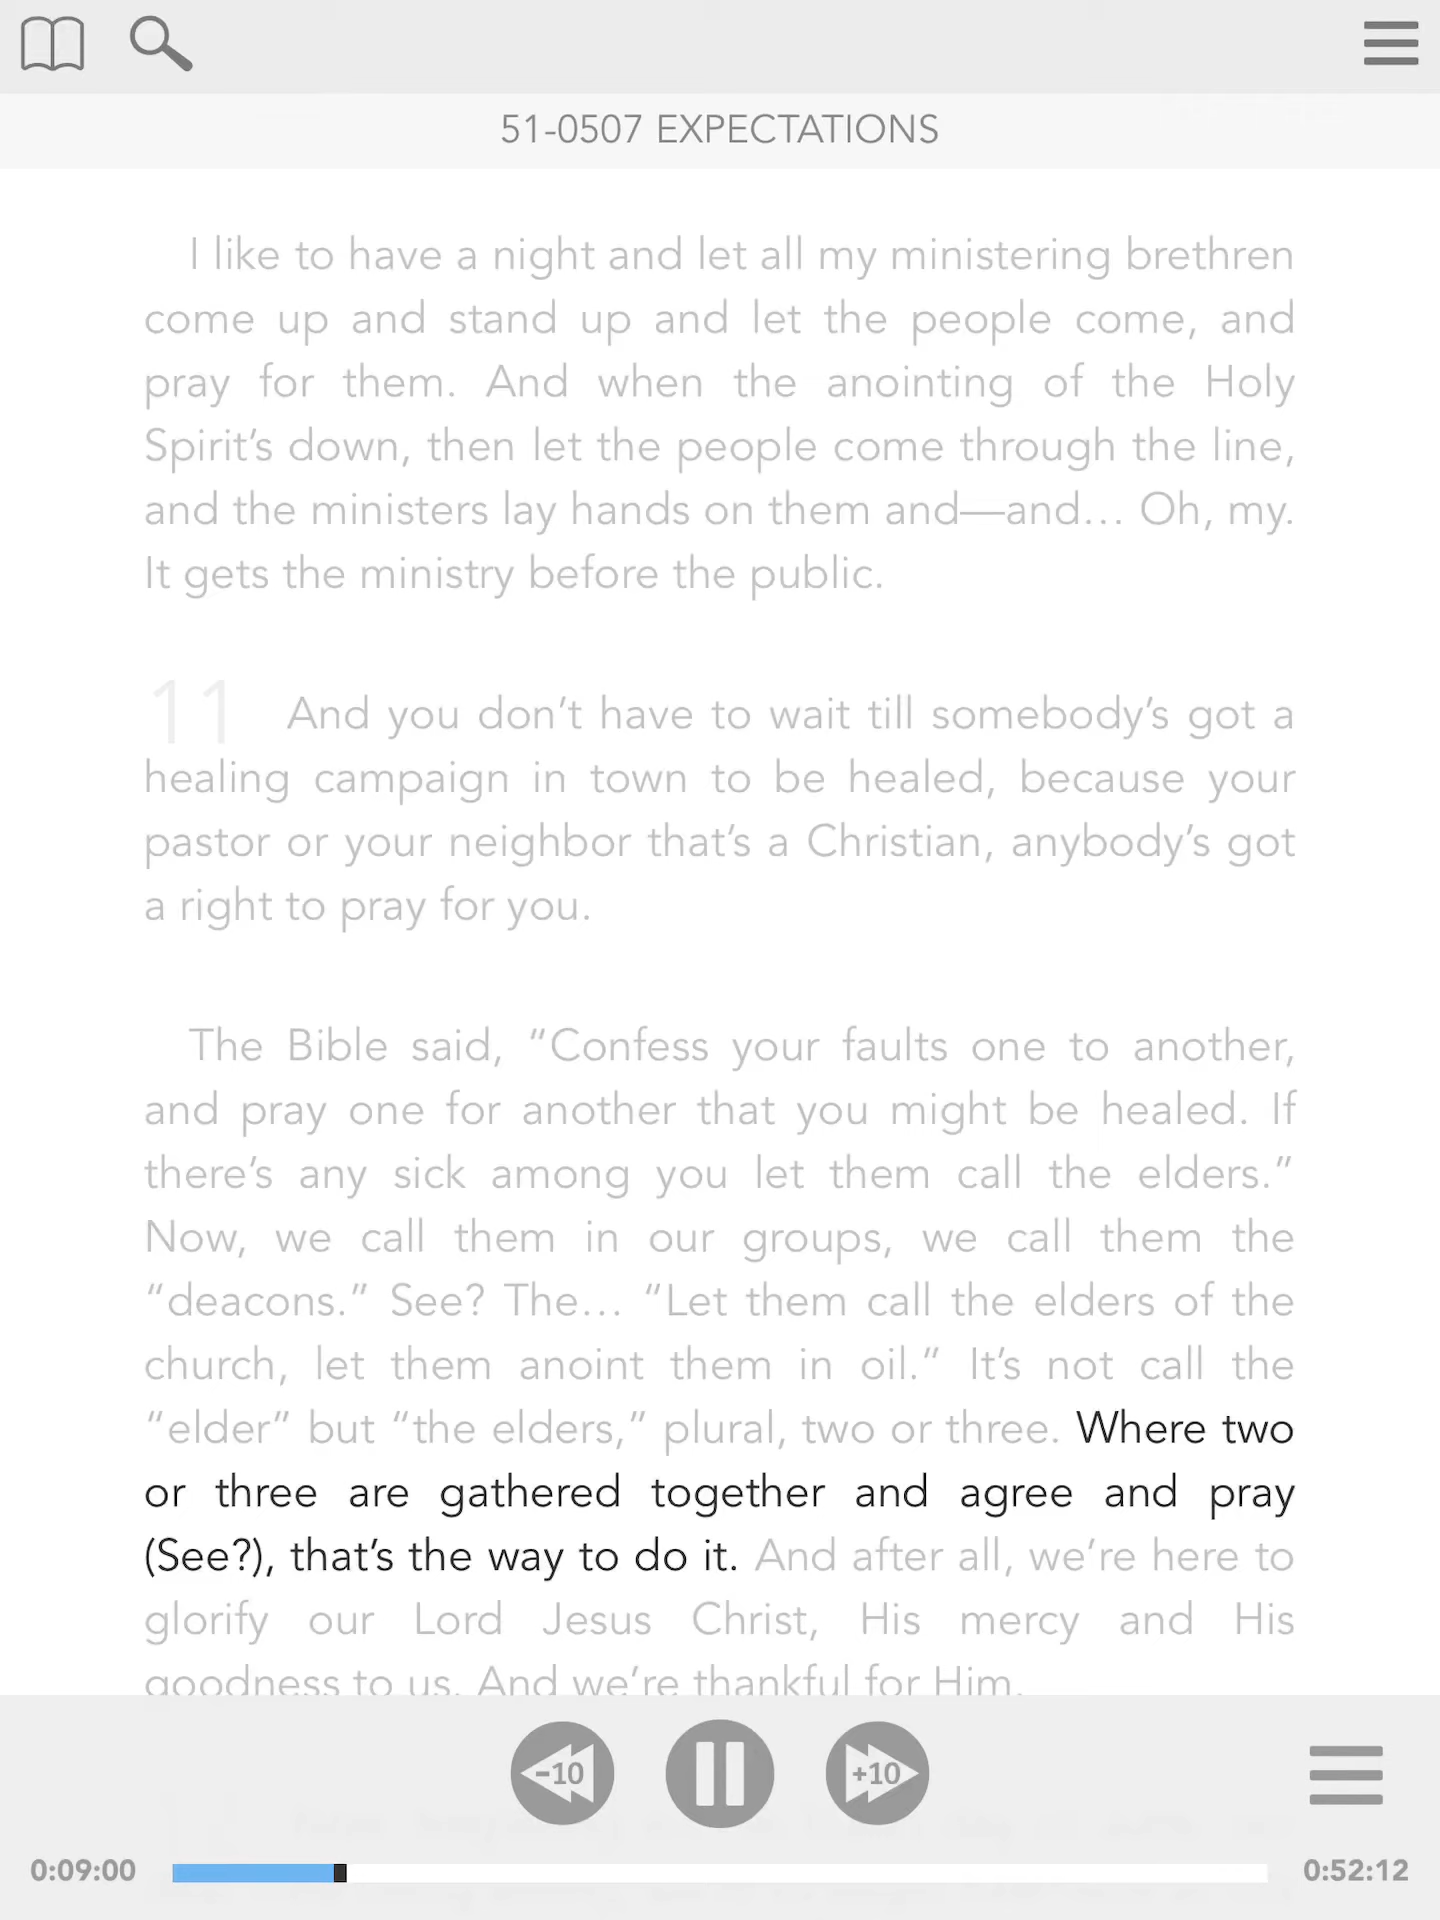 51-0507 EXPECTATIONS
I like to have a night and let all my ministering brethren
come up and stand up and let the people come, and
pray for them. And when the anointing of the Holy
Spirit’s down, then let the people come through the line,
and the ministers lay hands on them and—and… Oh, my.
It gets the ministry before the public.
11 And you don’t have to wait till somebody’s got a
healing campaign in town to be healed, because your
pastor or your neighbor that’s a Christian, anybody’s got
a right to pray for you.
The Bible said, “Confess your faults one to another,
and pray one for another that you might be healed. If
there’s any sick among you let them call the elders.”
Now, we call them in our groups, we call them the
“deacons.” See? The… “Let them call the elders of the
church, let them anoint them in oil.” It’s not call the
“elder” but “the elders,” plural, two or three. Where two
or three are gathered together and agree and pray
(See?), that’s the way to do it. And after all, we’re here to
glorify our Lord Jesus Christ, His mercy and His
goodness to us. And we’re thankful for Him.
-10 +10
0:09:00 0:52:12